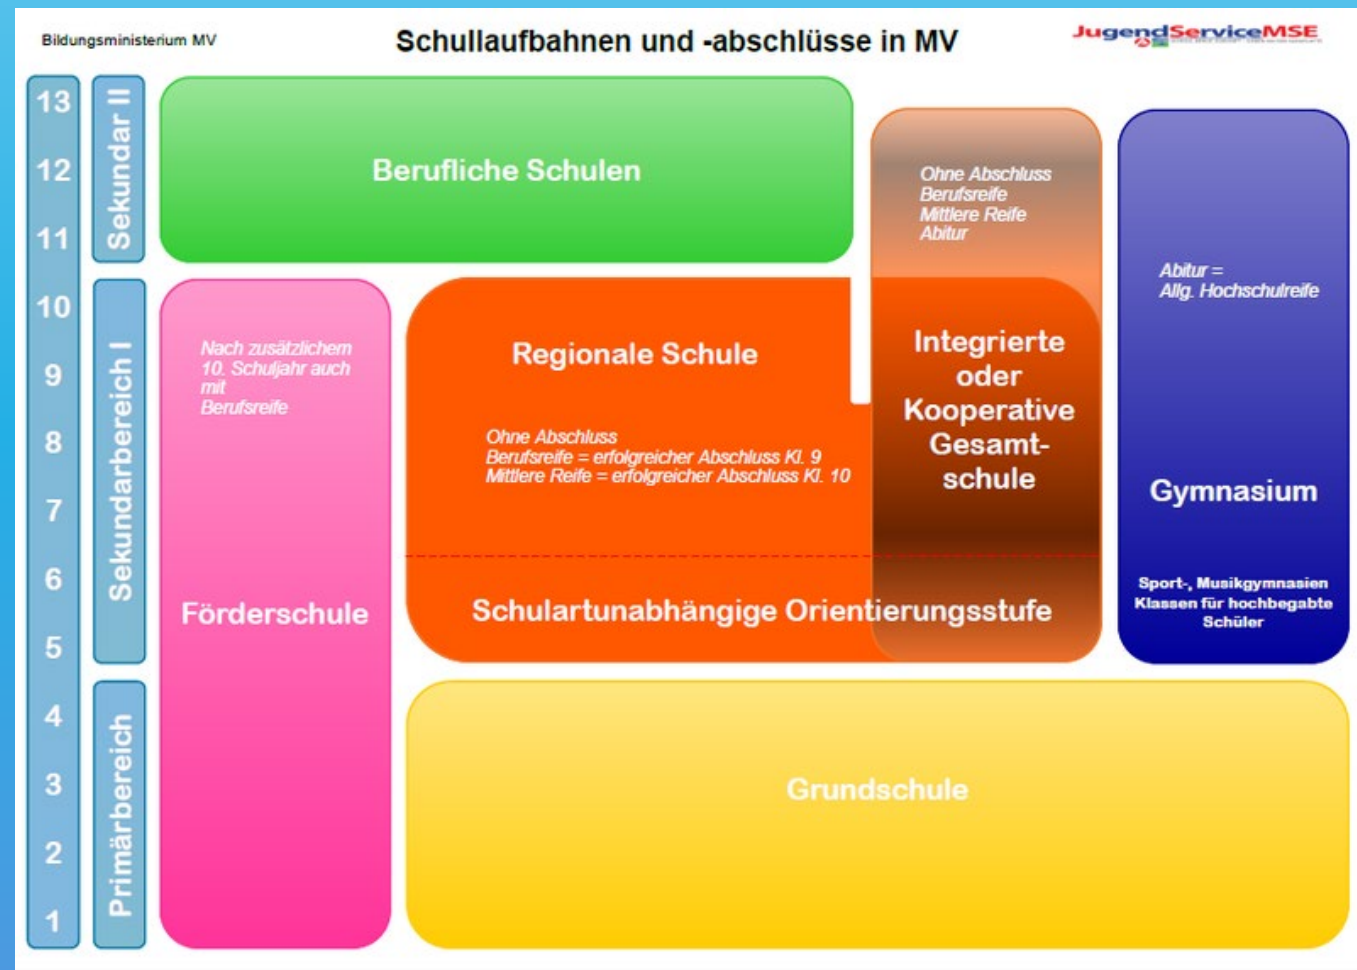 Bildungsministerium MV
Schullaufbahnen und -abschlüsse in MV
JugendServiceMSE
13
12
11
10
9
8
7
6
5
4
3
2
1
Sekundar II
Sekundarbereich I
Primärbereich
Berufliche Schulen
Nach zusätzlichem
10. Schuljahr auch
mit
Berufsreife
Förderschule
Regionale Schule
Ohne Abschluss
Berufsreife = erfolgreicher Abschluss Kl. 9
Mittlere Reife = erfolgreicher Abschluss Kl. 10
Schulartunabhängige Orientierungsstufe
Ohne Abschluss
Berufsreife
Mittlere Reife
Abitur
Integrierte
oder
Kooperative
Gesamt-
schule
Abitur =
Allg. Hochschulreife
Gymnasium
Sport-, Musikgymnasien
Klassen für hochbegabte
Schüler
Grundschule